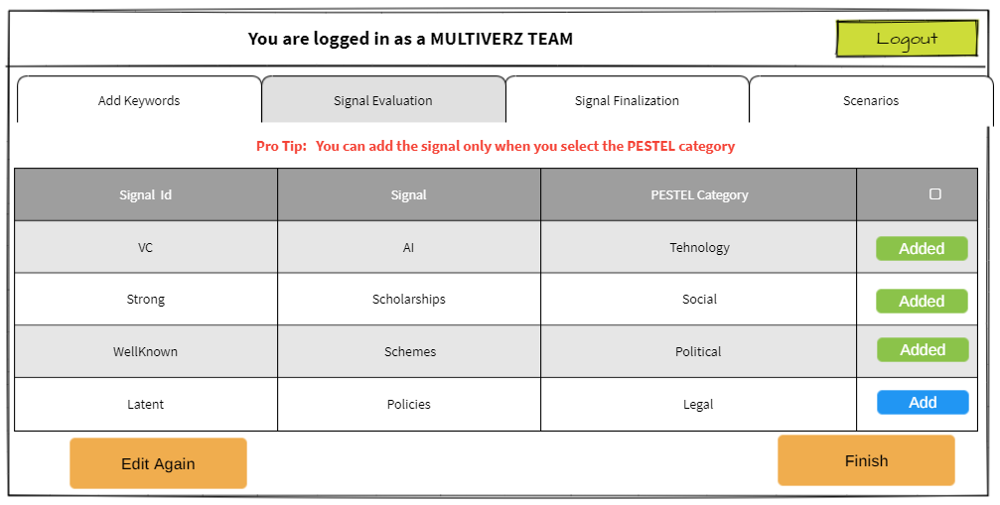 You are logged in as a MULTIVERZ TEAM
Logout
Add Keywords Signal Evaluation Signal Finalization Scenarios
Pro Tip: You can add the signal only when you select the PESTEL category
Signal Id Signal PESTEL Category
VC AI Tehnology Added
Strong Scholarships Social Added
WellKnown Schemes Political Added
Latent Policies Legal Add
Edit Again Finish